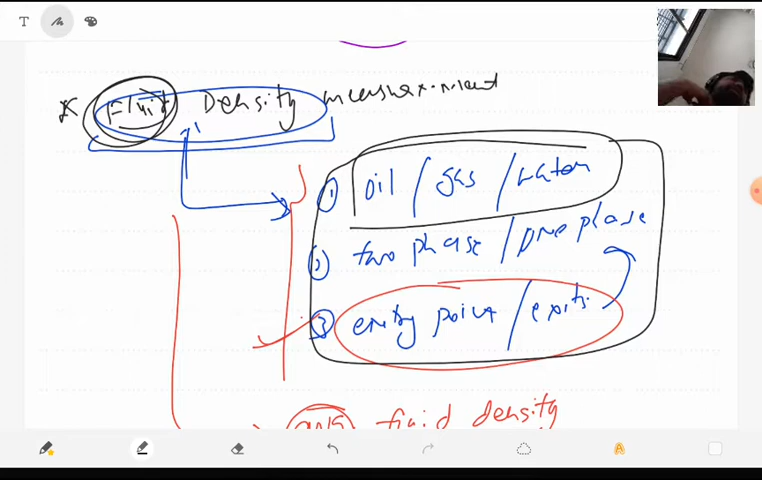 Fluid Density measurement
① oil / gas / water
② two phase / one phase
③ entry point / exits
fluid density
T
A